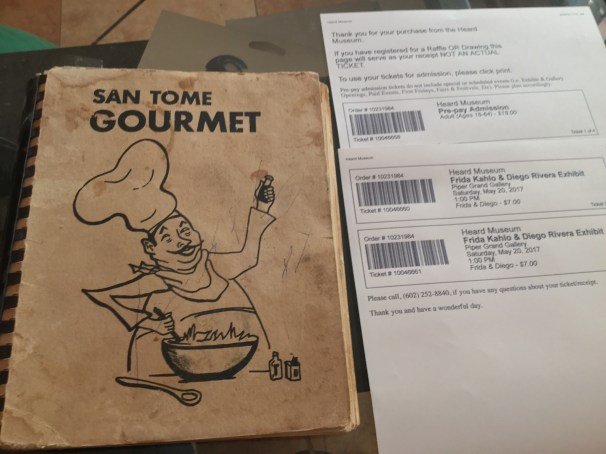 SAN TOME
GOURMET
Thank you for your purchase from the Heard
Museum.
If you have registered for a Raffle OR Drawing this
page will serve as your receipt NOT AN ACTUAL
TICKET.
To use your tickets for admission, please click print.
Order # 10231984
Heard Museum
Pre-pay Admission
Heard Museum
Order # 10231984
Heard Museum
Frida Kahlo & Diego Rivera Exhibit
Piper Grand Gallery
Saturday, May 20, 2017
1:00 PM
Frida & Diego - $7.00
Ticket # 10046660
Order # 10231984
Heard Museum
Frida Kahlo & Diego Rivera Exhibit
Piper Grand Gallery
Saturday, May 20, 2017
1:00 PM
Frida & Diego - $7.00
Ticket # 10046661
Please call, (602) 252-8840, if you have any questions about your ticket/receipt.
Thank you and have a wonderful day.